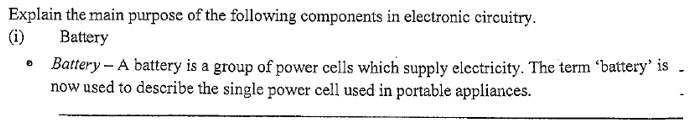 Explain the main purpose of the following components in electronic circuitry.
(i) Battery
• Battery – A battery is a group of power cells which supply electricity. The term ‘battery’ is
now used to describe the single power cell used in portable appliances.